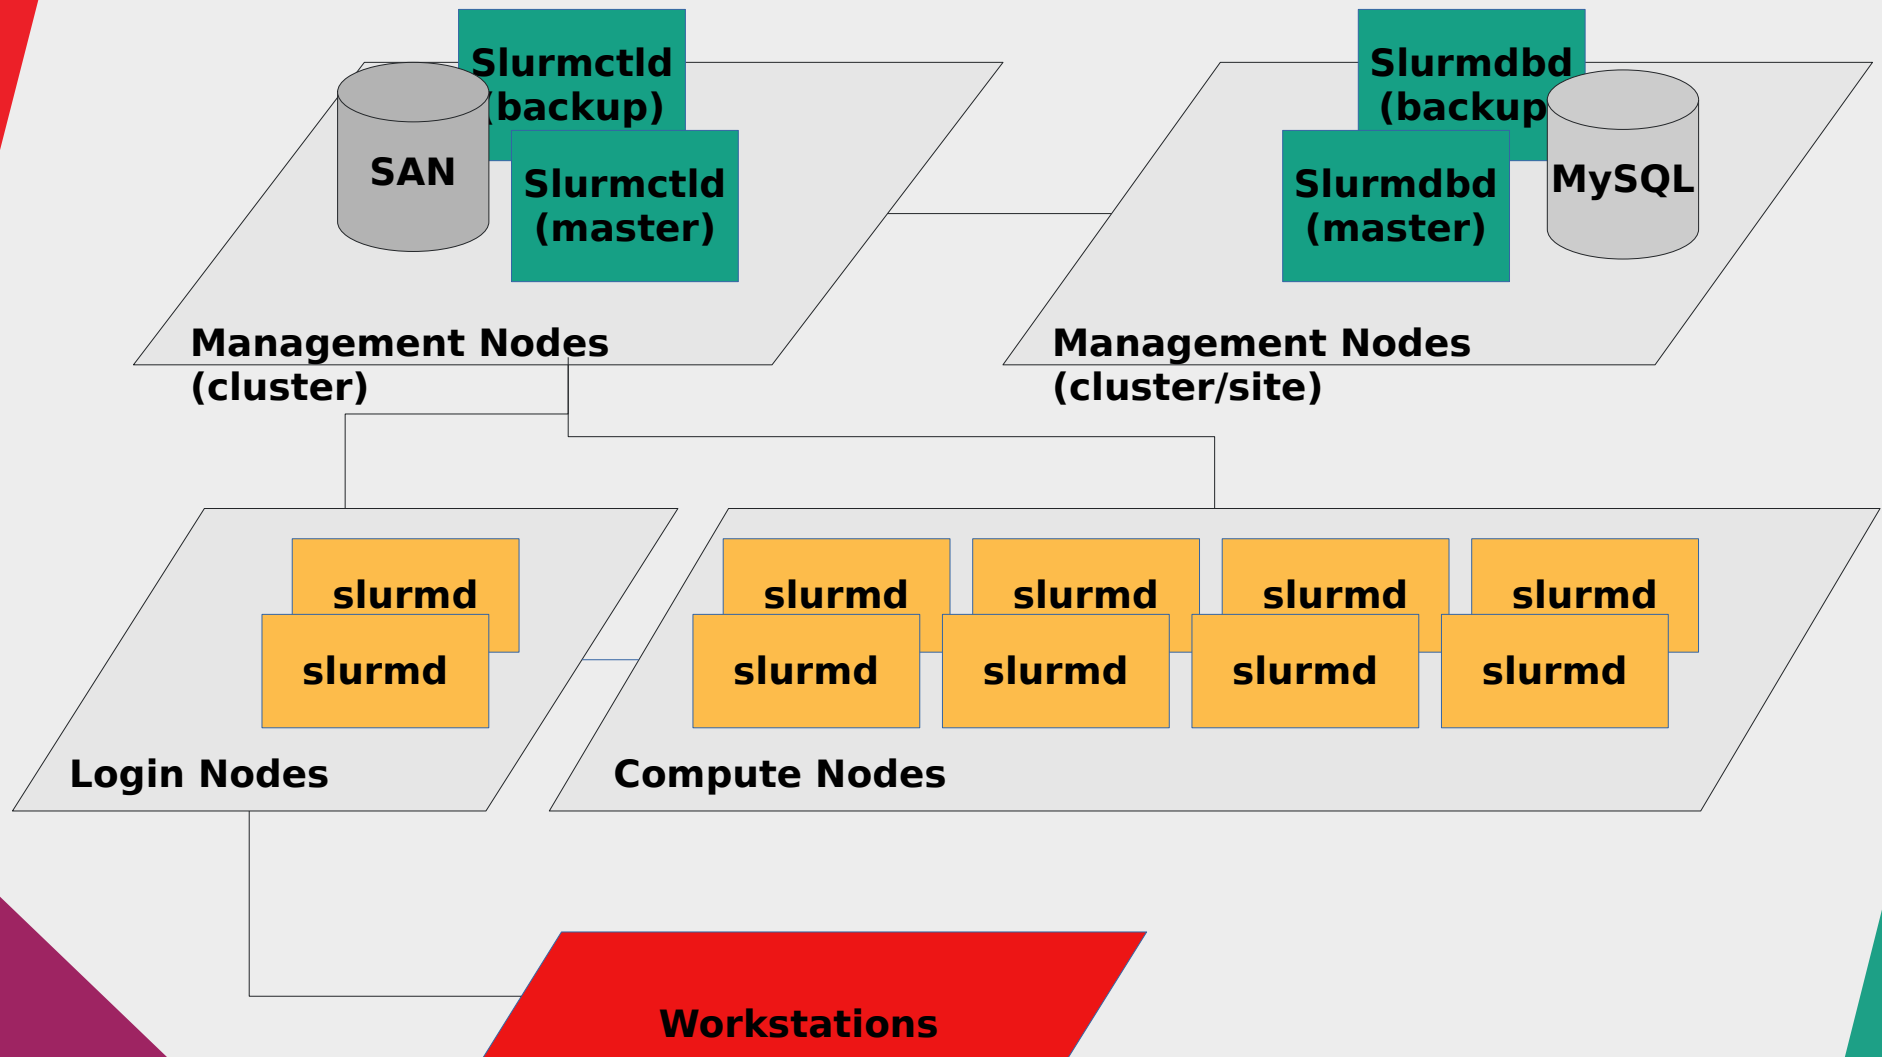 Slurmctld
(backup)
SAN
Slurmctld
(master)
Management Nodes
(cluster)
Slurmdbd
(backup
MySQL
Slurmdbd
(master)
Management Nodes
(cluster/site)
slurmd
slurmd
Login Nodes
slurmd
slurmd
slurmd
slurmd
slurmd
slurmd
slurmd
slurmd
Compute Nodes
Workstations